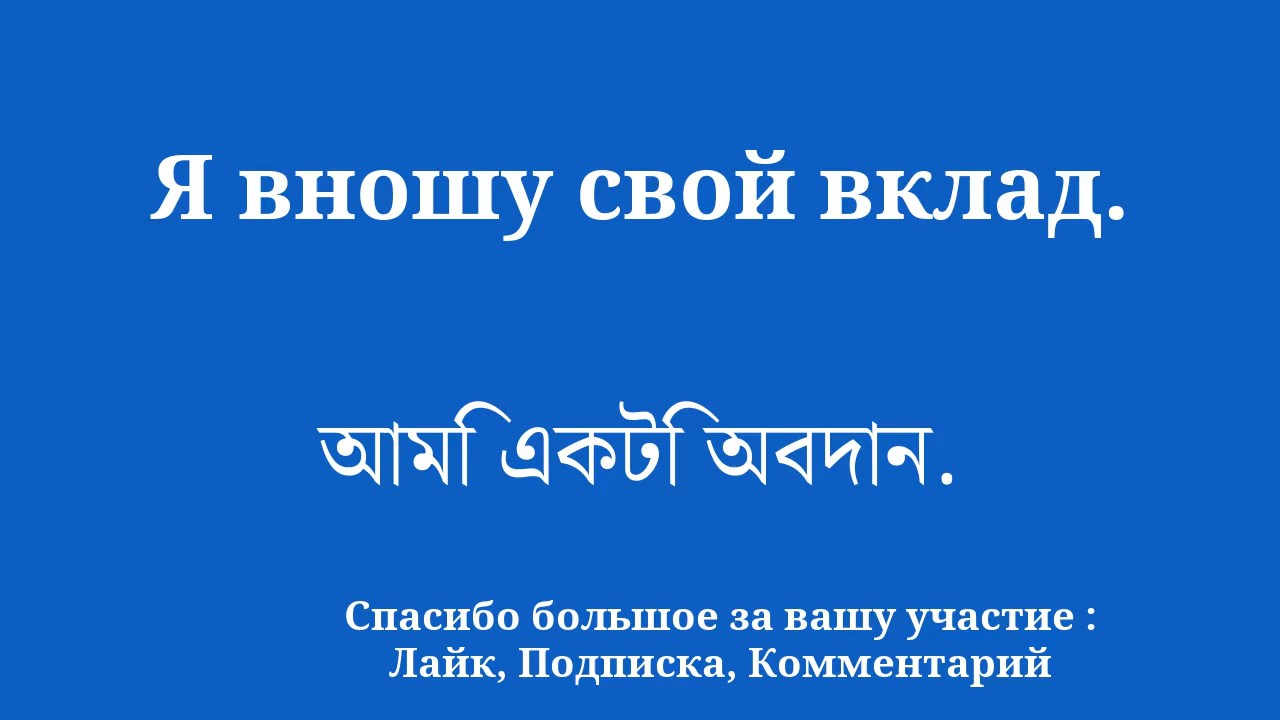 Я вношу свой вклад.
আমি একটি অবদান.
Спасибо большое за вашу участие :
Лайк, Подписка, Комментарий